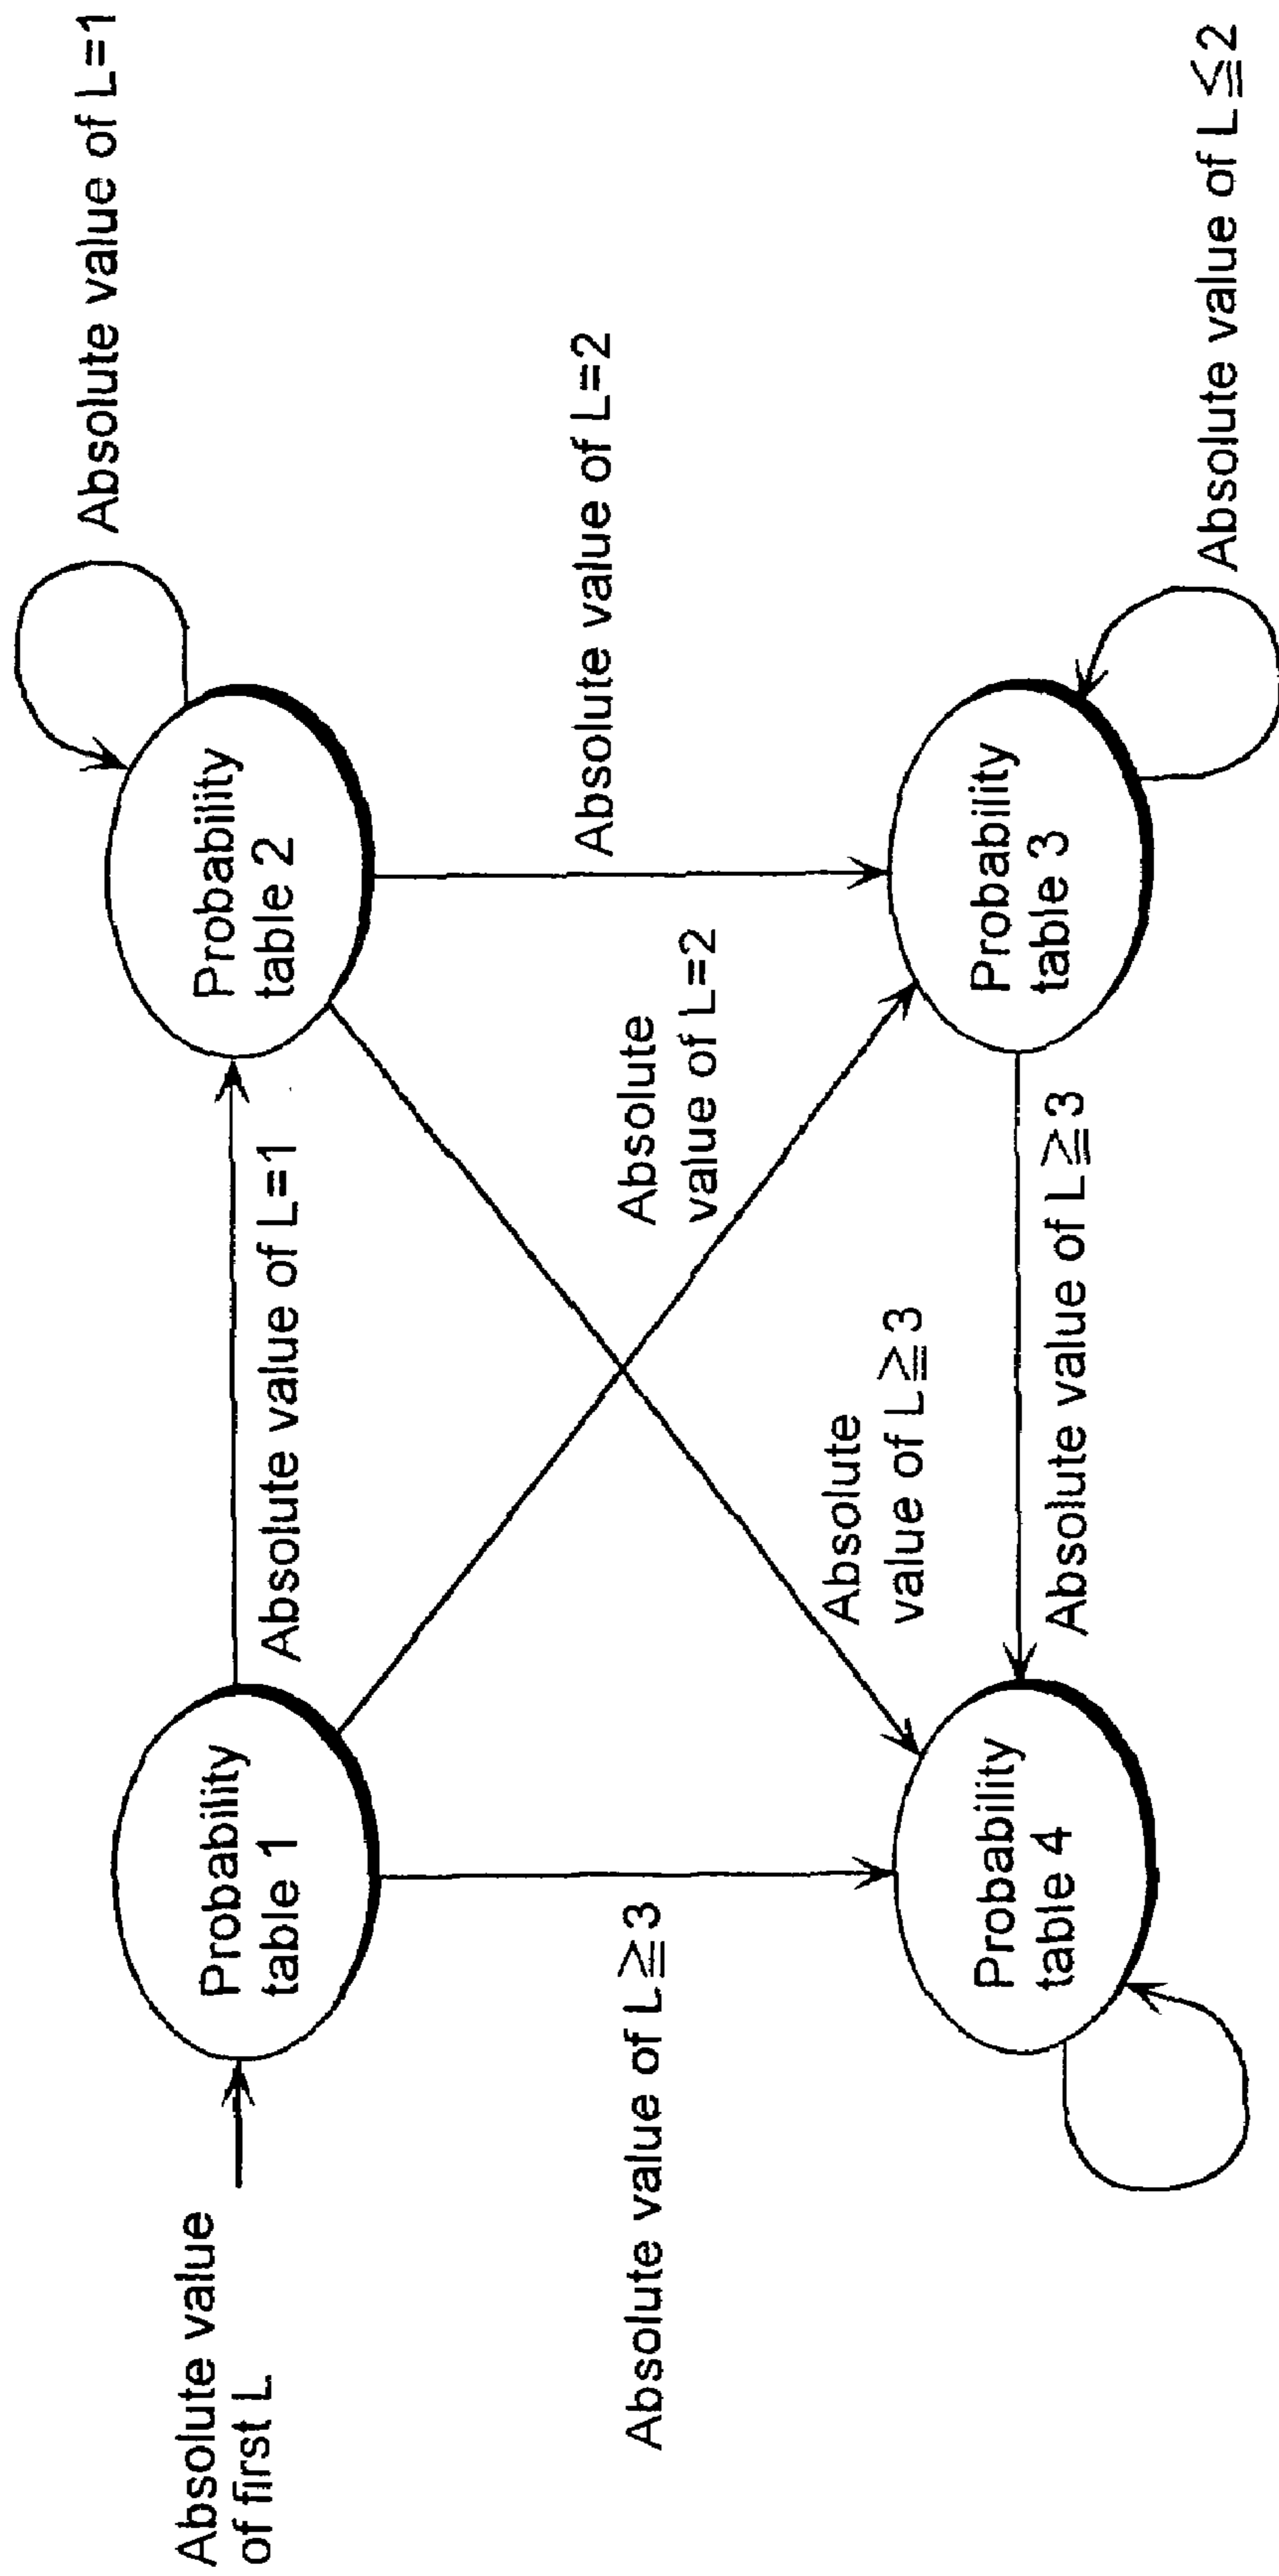 Absolute value
of first L
Probability
table 1
Absolute value of L=1
Probability
table 2
Absolute value of L=1
Absolute value of L≧3
Absolute
value of L=2
Absolute value of L=2
Absolute
value of L≧3
Probability
table 4
Absolute value of L≧3
Probability
table 3
Absolute value of L≦2